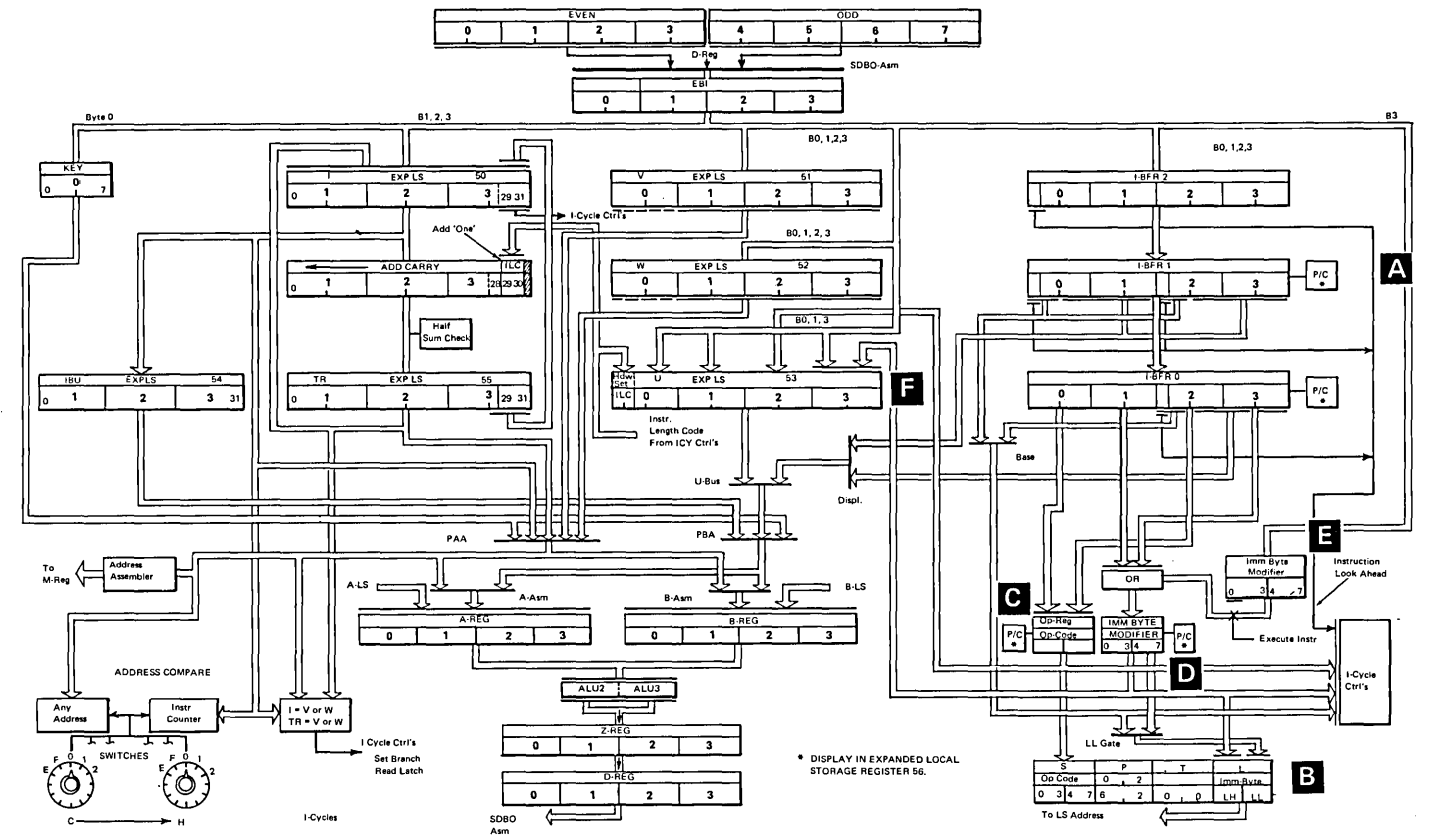 EVEN ODD
0 1 2 3 4 5 6 7
D-Reg
SDBO-Asm
EBI
0 1 2 3
Byte 0
B1, 2, 3
B3
B0, 1,2,3
B0, 1,2,3
KEY
0 0 7
I EXP LS 50
0 1 2 3 29 31
V EXP LS 51
0 1 2 3
I-BFR 2
0 1 2 3
I-Cycle Ctrl's
Add 'One'
B0, 1, 2, 3
ADD CARRY ILC
0 1 2 3 28 29 30
W EXP LS 52
0 1 2 3
I-BFR 1
0 1 2 3
P/C
*
A
Half
Sum Check
B0, 1, 3
IBU EXPLS 54
0 1 2 3 31
TR EXP LS 55
0 1 2 3 29 31
Hdw
Set
ILC
U EXP LS 53
0 1 2 3
F
I-BFR 0
0 1 2 3
P/C
*
Instr.
Length Code
From ICY Ctrl's
Base
U-Bus
Displ.
PAA
PBA
E
Instruction
Look Ahead
Imm Byte
Modifier
0 3 4 7
To
M-Reg
Address
Assembler
OR
A-LS
A-Asm
B-Asm
B-LS
C
A-REG
0 1 2 3
B-REG
0 1 2 3
P/C
*
Op-Reg
Op-Code
IMM BYTE
MODIFIER
0 3 4 7
P/C
*
Execute Instr
D
ADDRESS COMPARE
ALU2 ALU3
I-Cycle
Ctrl's
Any
Address
Instr
Counter
I = V or W
TR = V or W
Z-REG
0 1 2 3
LL Gate
I Cycle Ctrl's
Set Branch
Read Latch
SWITCHES
E F 0 1 2
E F 0 1 2
* DISPLAY IN EXPANDED LOCAL
STORAGE REGISTER 56.
D-REG
0 1 2 3
S P T L
Op Code 0 2 Imm-Byte
0 3 4 7 6 2 0 0 LH LL
B
C H
I-Cycles
SDBO
Asm
To LS Address